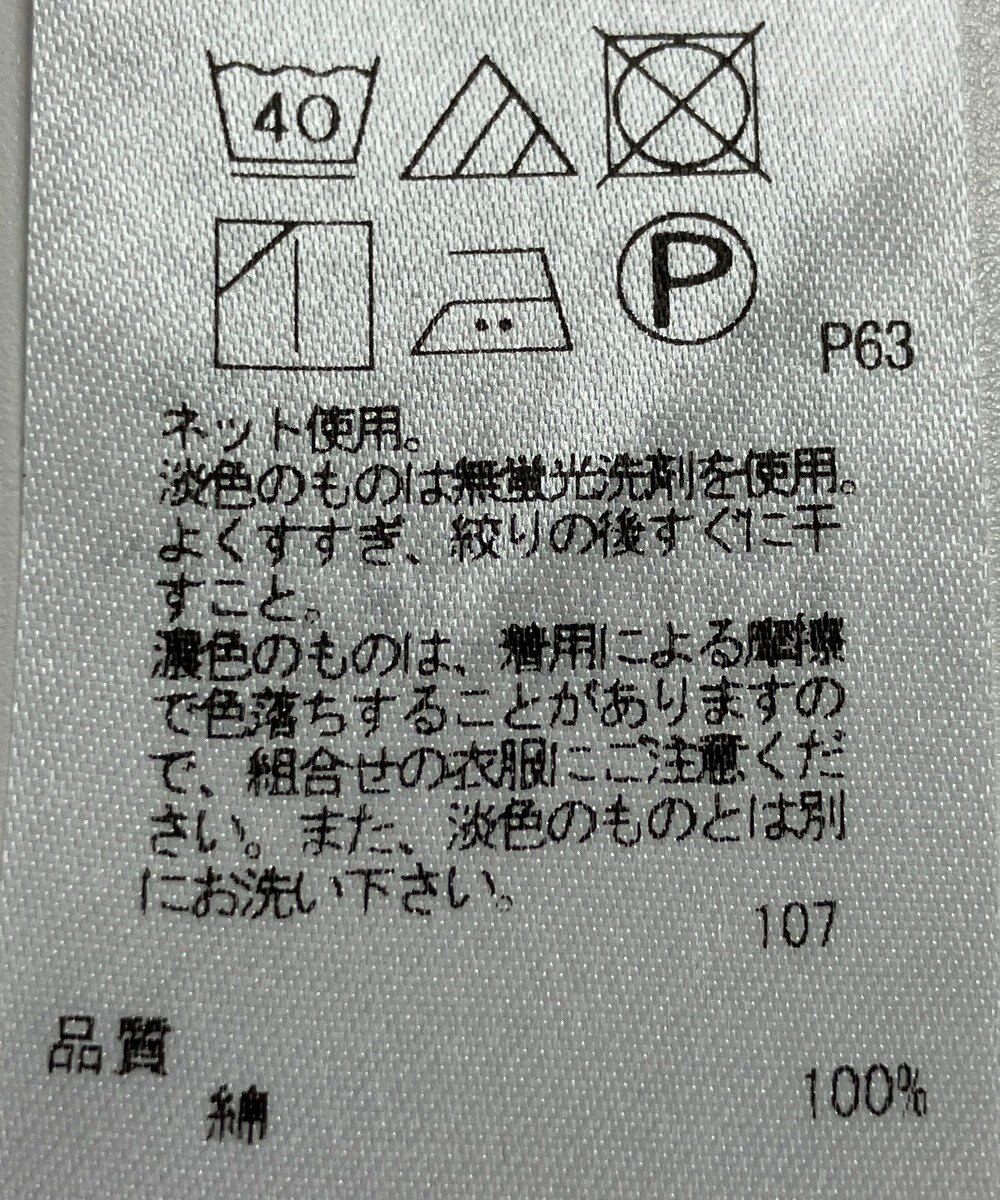 40
P
P63
ネット使用。
淡色のものは無蛍光洗剤を使用。
よくすすぎ、絞りの後すぐに干
すこと。
濃色のものは、着用による摩擦
で色落ちすることがありますの
で、組合せの衣服にご注意くだ
さい。また、淡色のものとは別
にお洗い下さい。
107
品質
綿 100%